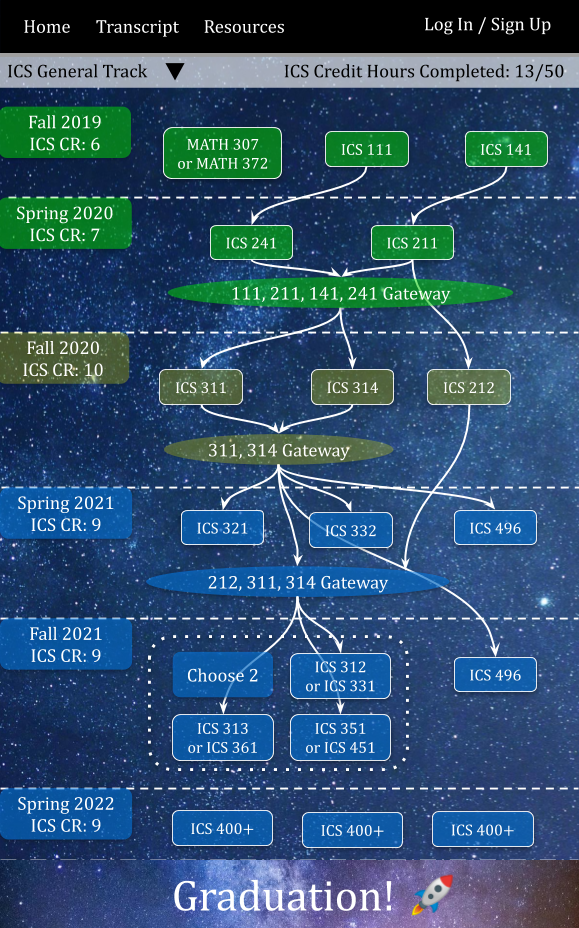 Home Transcript Resources Log In / Sign Up
ICS General Track ICS Credit Hours Completed: 13/50
Fall 2019
ICS CR: 6
MATH 307
or MATH 372
ICS 111
ICS 141
Spring 2020
ICS CR: 7
ICS 241
ICS 211
111, 211, 141, 241 Gateway
Fall 2020
ICS CR: 10
ICS 311
ICS 314
ICS 212
311, 314 Gateway
Spring 2021
ICS CR: 9
ICS 321
ICS 332
ICS 496
212, 311, 314 Gateway
Fall 2021
ICS CR: 9
Choose 2
ICS 312
or ICS 331
ICS 496
ICS 313
or ICS 361
ICS 351
or ICS 451
Spring 2022
ICS CR: 9
ICS 400+
ICS 400+
ICS 400+
Graduation!